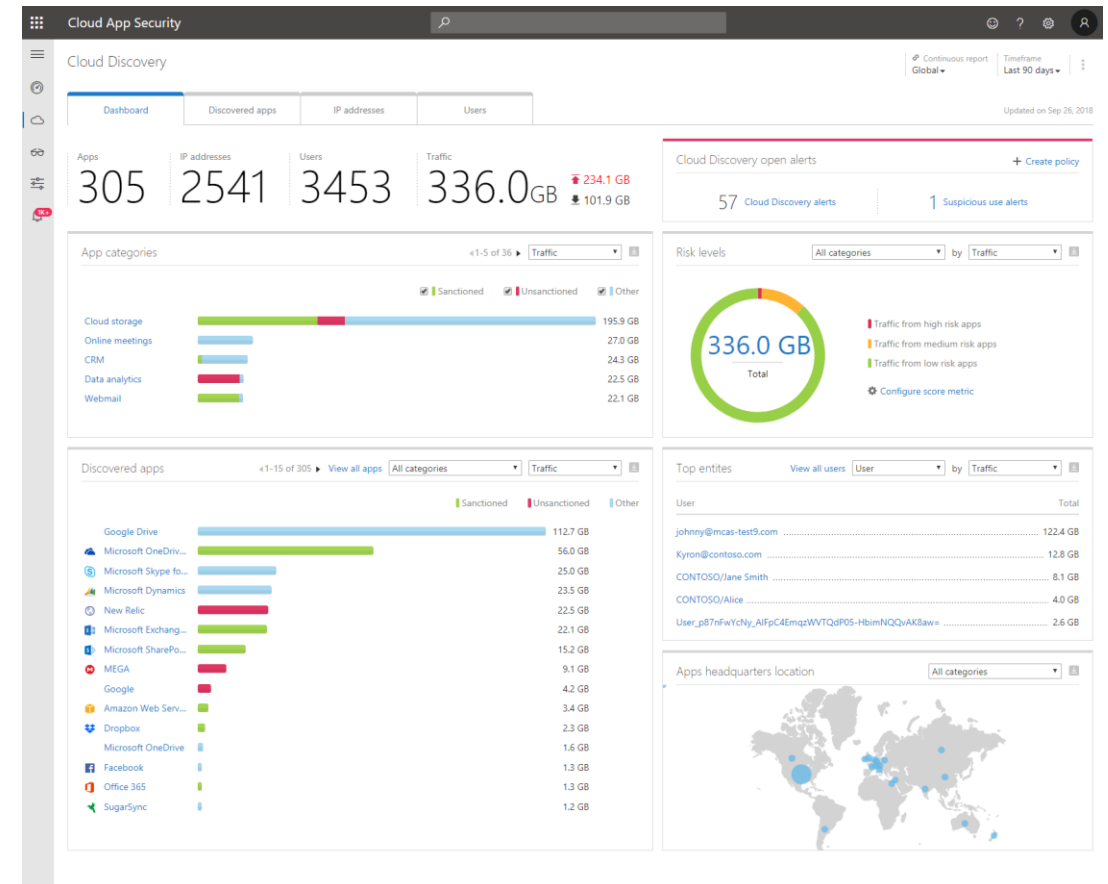 Cloud App Security
?
Cloud Discovery
Continuous report
Global
Timeframe
Last 90 days
Dashboard
Discovered apps
IP addresses
Users
Updated on Sep 26, 2018
1K+
Apps
305
IP addresses
2541
Users
3453
Traffic
336.0GB
234.1 GB
101.9 GB
Cloud Discovery open alerts
+ Create policy
57 Cloud Discovery alerts
1 Suspicious use alerts
App categories
1-5 of 36
Traffic
Sanctioned
Unsanctioned
Other
Cloud storage 195.9 GB
Online meetings 27.0 GB
CRM 24.3 GB
Data analytics 22.5 GB
Webmail 22.1 GB
Risk levels
All categories
by
Traffic
336.0 GB
Total
Traffic from high risk apps
Traffic from medium risk apps
Traffic from low risk apps
Configure score metric
Discovered apps
1-15 of 305
View all apps
All categories
Traffic
Sanctioned
Unsanctioned
Other
Google Drive 112.7 GB
Microsoft OneDriv... 56.0 GB
Microsoft Skype fo... 25.0 GB
Microsoft Dynamics 23.5 GB
New Relic 22.5 GB
Microsoft Exchang... 22.1 GB
Microsoft SharePo... 15.2 GB
MEGA 9.1 GB
Google 4.2 GB
Amazon Web Serv... 3.4 GB
Dropbox 2.3 GB
Microsoft OneDrive 1.6 GB
Facebook 1.3 GB
Office 365 1.3 GB
SugarSync 1.2 GB
Top entites
View all users
User
by
Traffic
User Total
johnny@mcas-test9.com 122.4 GB
Kyron@contoso.com 12.8 GB
CONTOSO/Jane Smith 8.1 GB
CONTOSO/Alice 4.0 GB
User_p87nFwYcNy_AlFpC4EmqzWVTQdP05-HbimNQQvAK8aw= 2.6 GB
Apps headquarters location
All categories